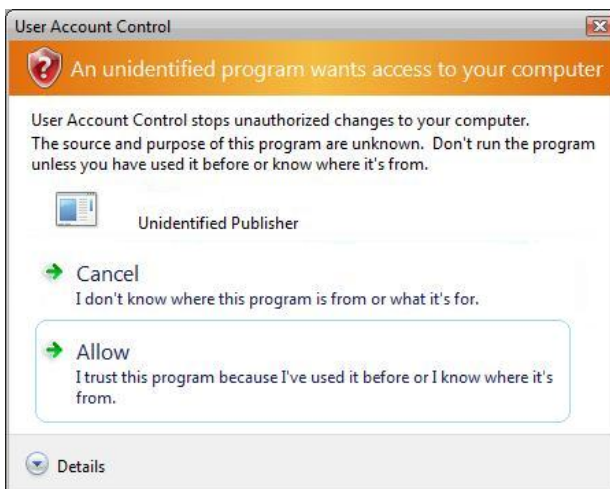 User Account Control
An unidentified program wants access to your computer
User Account Control stops unauthorized changes to your computer.
The source and purpose of this program are unknown. Don't run the program
unless you have used it before or know where it's from.
Unidentified Publisher
Cancel
I don't know where this program is from or what it's for.
Allow
I trust this program because I've used it before or I know where it's
from.
Details